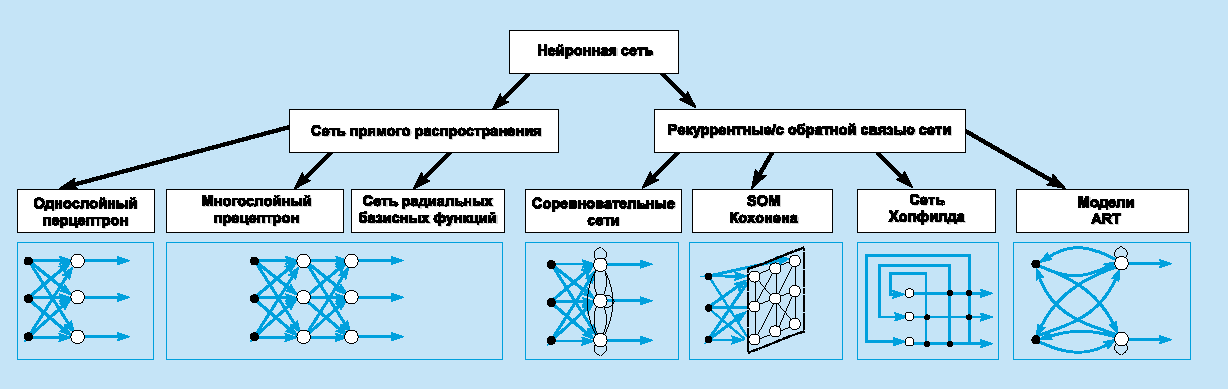 Нейронная сеть
Сеть прямого распространения
Рекуррентные/с обратной связью сети
Однослойный
перцептрон
Многослойный
прецептрон
Сеть радиальных
базисных функций
Соревновательные
сети
SOM
Кохонена
Сеть
Хопфилда
Модели
ART